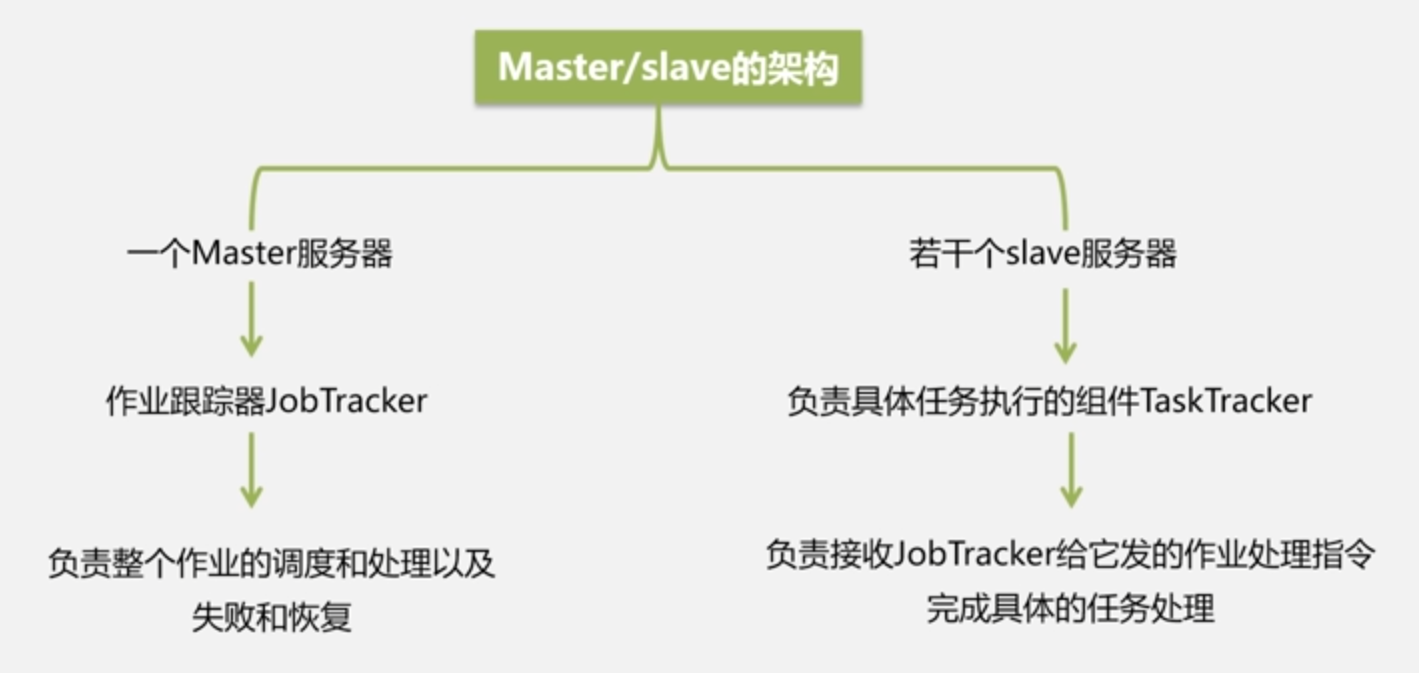 Master/slave的架构
一个Master服务器
若干个slave服务器
作业跟踪器JobTracker
负责具体任务执行的组件TaskTracker
负责整个作业的调度和处理以及
失败和恢复
负责接收JobTracker给它发的作业处理指令
完成具体的任务处理